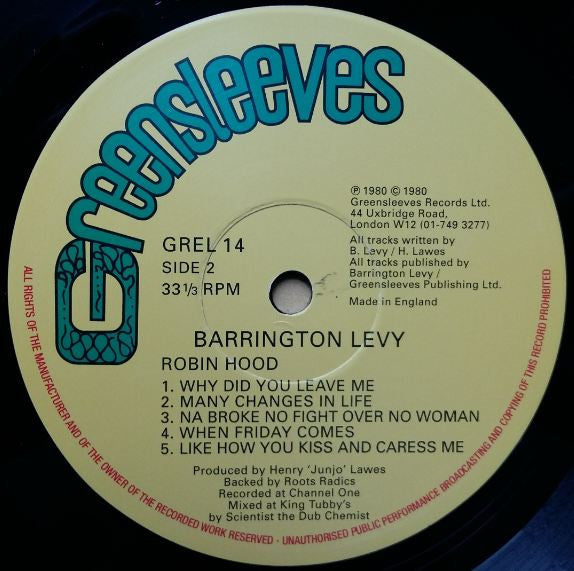 Greensleeves
℗ 1980 © 1980
Greensleeves Records Ltd.
44 Uxbridge Road,
London W12 (01-749 3277)
GREL 14
SIDE 2
33⅓ RPM
All tracks written by
B. Levy / H. Lawes
All tracks published by
Barrington Levy /
Greensleeves Publishing Ltd.
Made in England
BARRINGTON LEVY
ROBIN HOOD
1. WHY DID YOU LEAVE ME
2. MANY CHANGES IN LIFE
3. NA BROKE NO FIGHT OVER NO WOMAN
4. WHEN FRIDAY COMES
5. LIKE HOW YOU KISS AND CARESS ME
Produced by Henry 'Junjo' Lawes
Backed by Roots Radics
Recorded at Channel One
Mixed at King Tubby's
by Scientist the Dub Chemist
ALL RIGHTS OF THE MANUFACTURER AND OF THE OWNER OF THE RECORDED WORK RESERVED - UNAUTHORISED PUBLIC PERFORMANCE BROADCASTING AND COPYING OF THIS RECORD PROHIBITED